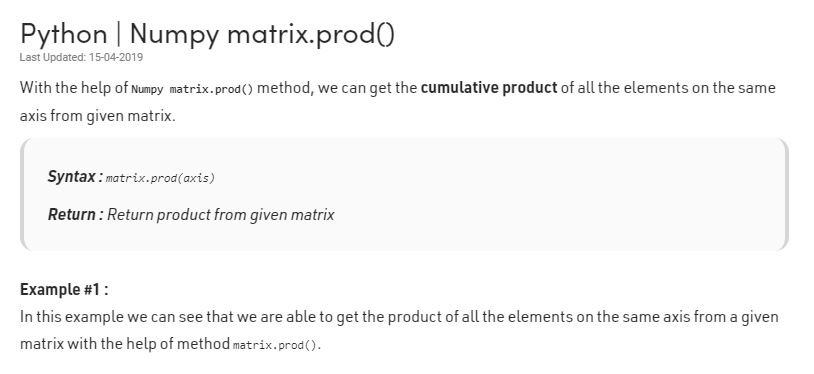 Python | Numpy matrix.prod()
Last Updated: 15-04-2019
With the help of Numpy matrix.prod() method, we can get the cumulative product of all the elements on the same
axis from given matrix.
Syntax : matrix.prod(axis)
Return : Return product from given matrix
Example #1 :
In this example we can see that we are able to get the product of all the elements on the same axis from a given
matrix with the help of method matrix.prod().